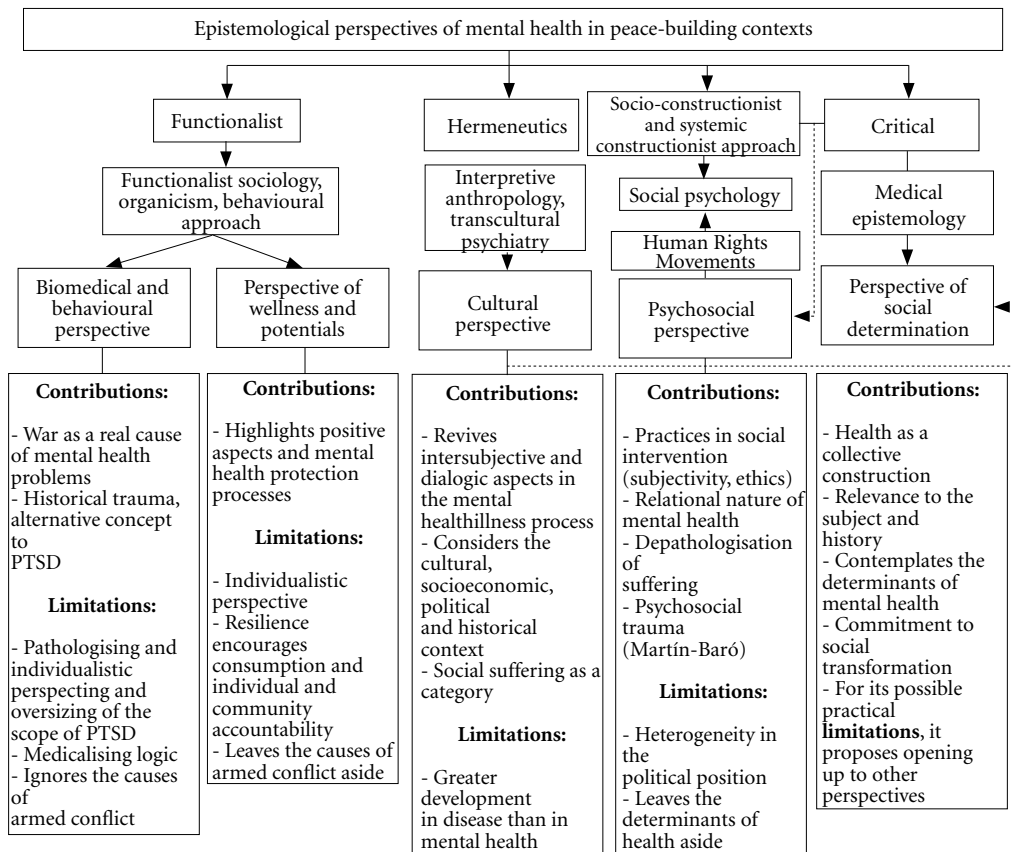 Epistemological perspectives of mental health in peace-building contexts
Functionalist
Hermeneutics
Socio-constructionist
and systemic
constructionist approach
Critical
Functionalist sociology,
organicism, behavioural
approach
Interpretive
anthropology,
transcultural
psychiatry
Social psychology
Human Rights
Movements
Medical
epistemology
Biomedical and
behavioural
perspective
Perspective of
wellness and
potentials
Cultural
perspective
Psychosocial
perspective
Perspective of
social
determination
Contributions:
- War as a real cause
of mental health
problems
- Historical trauma,
alternative concept
to
PTSD
Limitations:
- Pathologising and
individualistic
perspecting and
oversizing of the
scope of PTSD
- Medicalising logic
- Ignores the causes
of
armed conflict
Contributions:
- Highlights positive
aspects and mental
health protection
processes
Limitations:
- Individualistic
perspective
- Resilience
encourages
consumption and
individual and
community
accountability
- Leaves the causes of
armed conflict aside
Contributions:
- Revives
intersubjective and
dialogic aspects in
the mental
healthillness process
- Considers the
cultural,
socioeconomic,
political
and historical
context
- Social suffering as a
category
Limitations:
- Greater
development
in disease than in
mental health
Contributions:
- Practices in social
intervention
(subjectivity, ethics)
- Relational nature of
mental health
- Depathologisation
of
suffering
- Psychosocial
trauma
(Martín-Baró)
Limitations:
- Heterogeneity in
the
political position
- Leaves the
determinants of
health aside
Contributions:
- Health as a
collective
construction
- Relevance to the
subject and
history
- Contemplates the
determinants of
mental health
- Commitment to
social
transformation
- For its possible
practical
limitations, it
proposes opening
up to other
perspectives